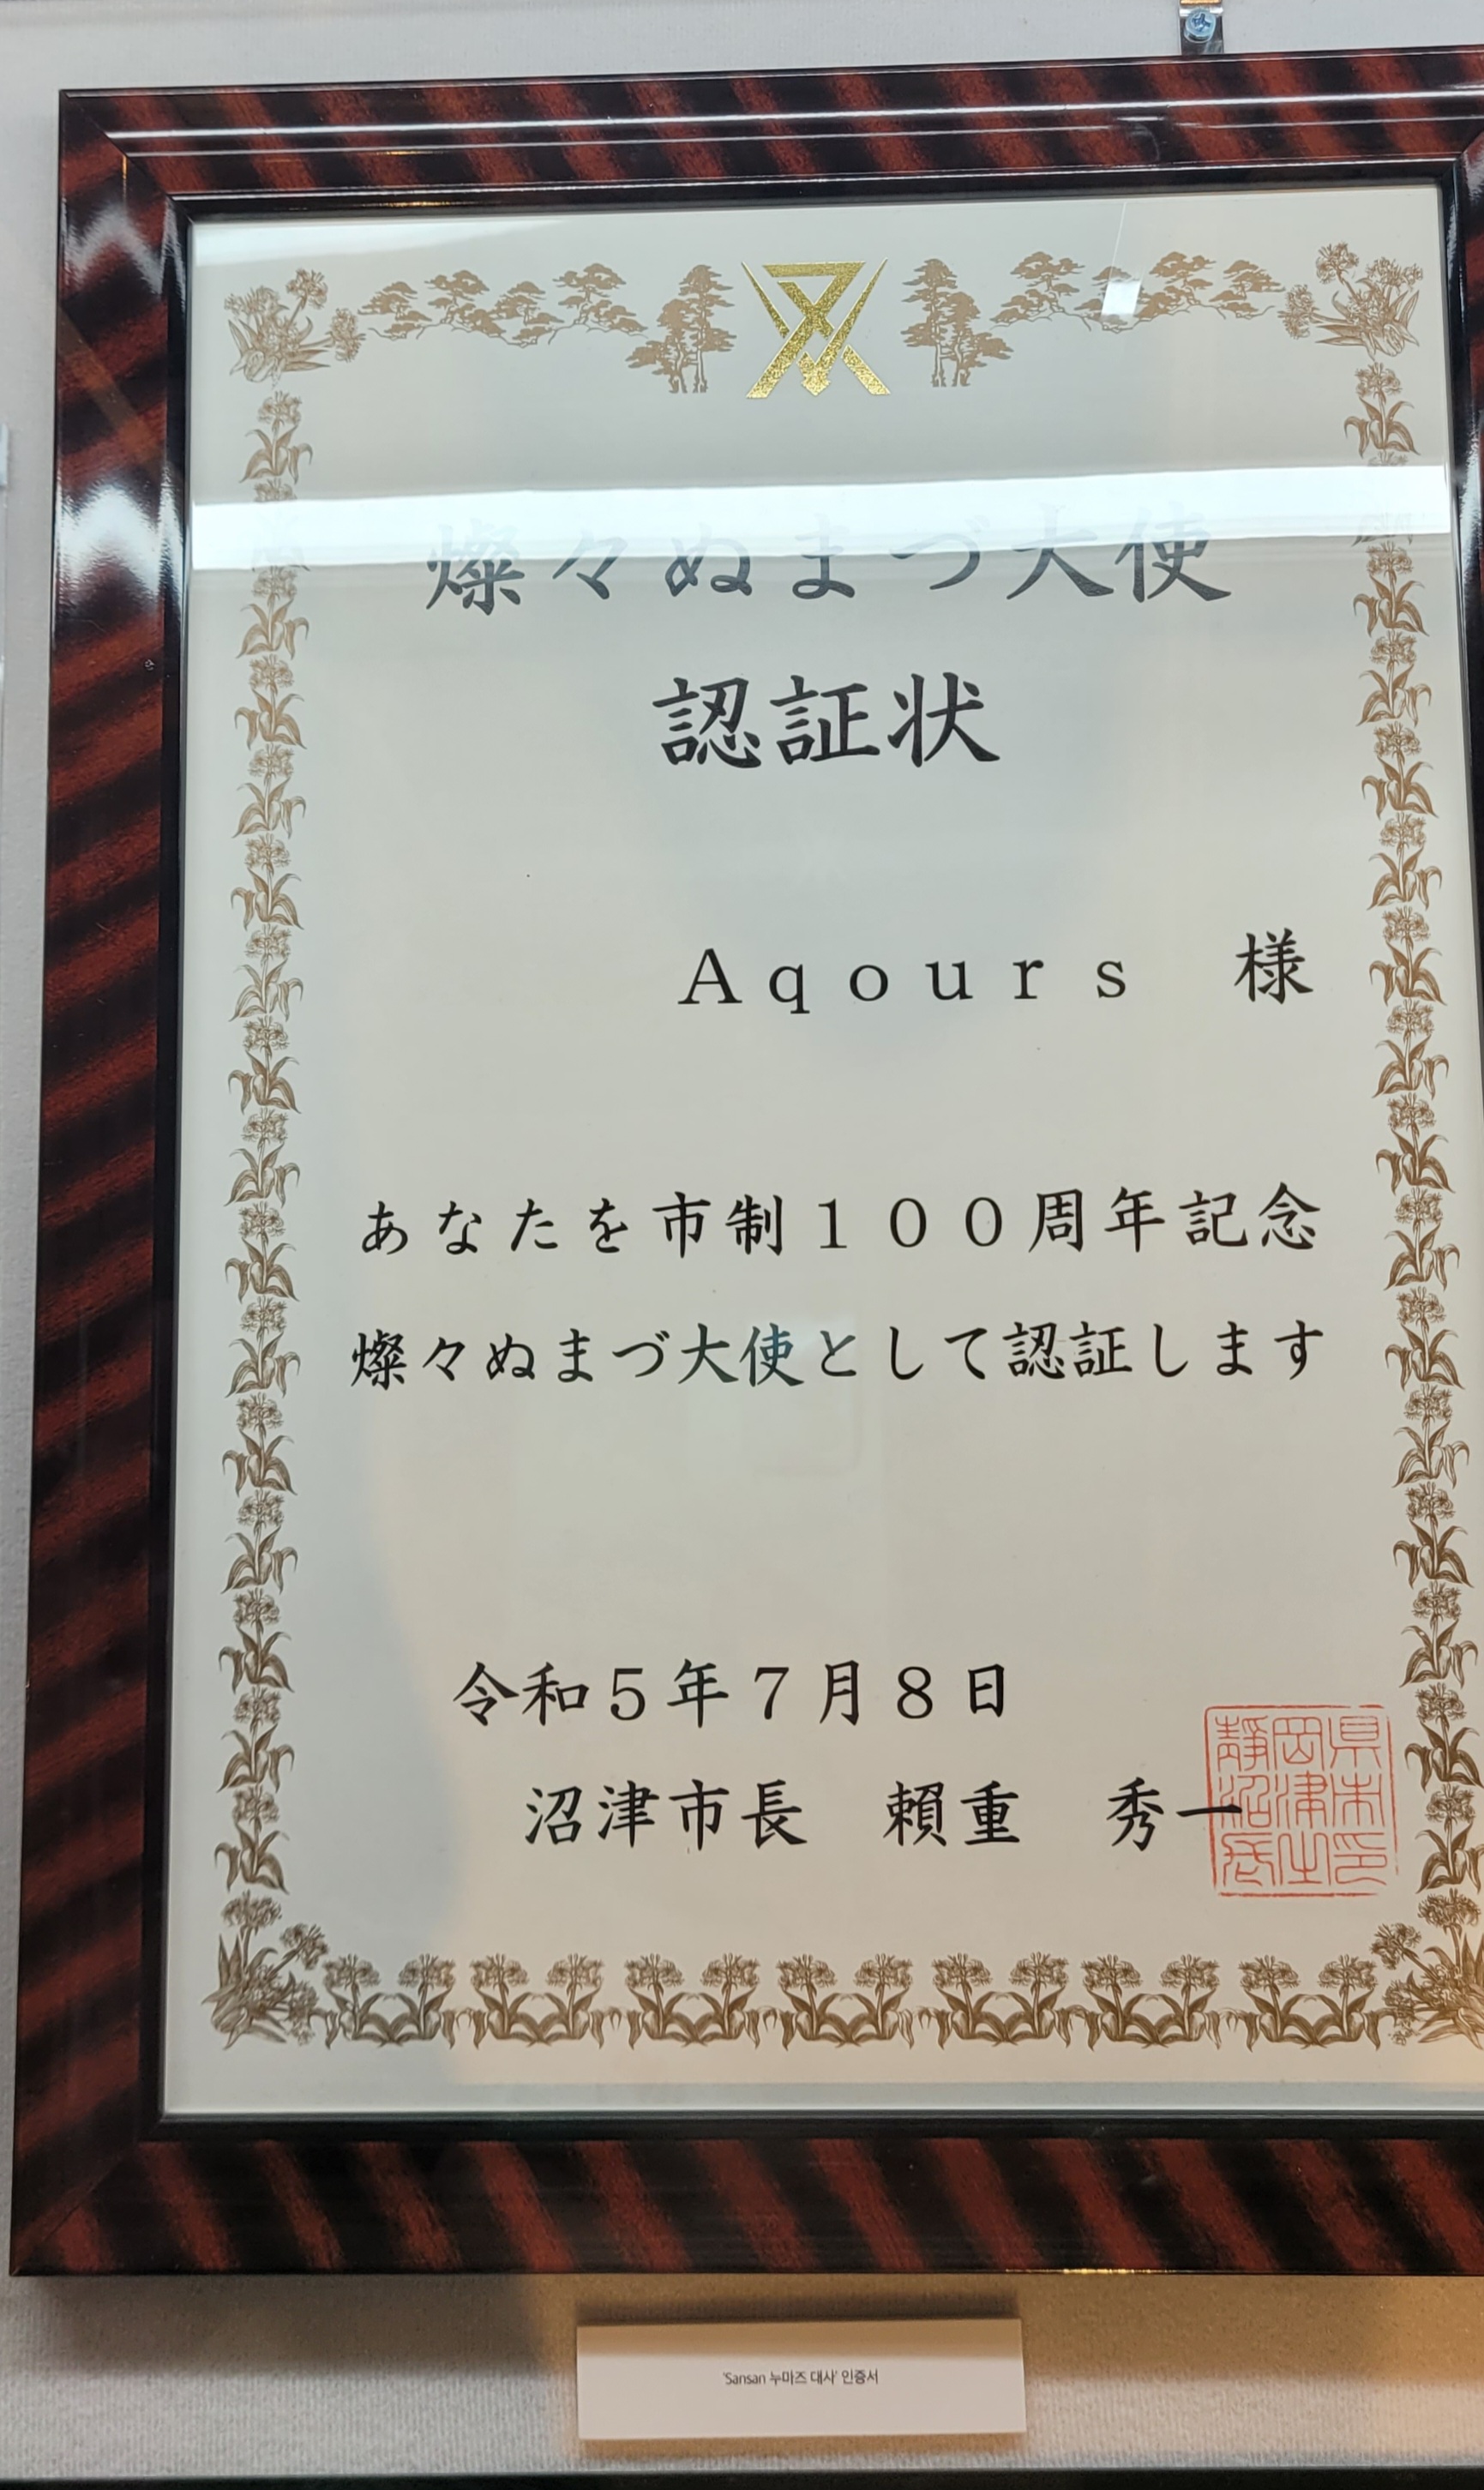 燦々ぬまづ大使
認証状
Ａｑｏｕｒｓ　様
あなたを市制１００周年記念
燦々ぬまづ大使として認証します
令和５年７月８日
沼津市長　頼重　秀一
'Sansan 누마즈 대사' 인증서